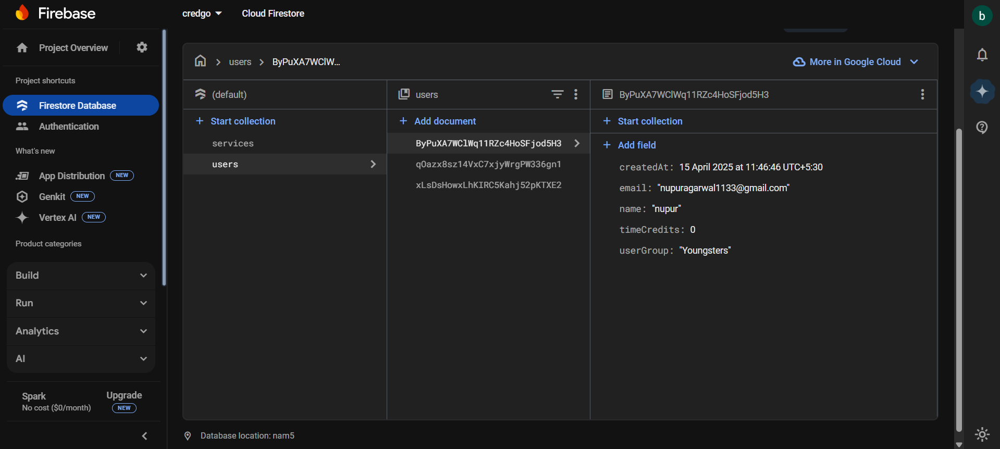 Firebase
credgo
Cloud Firestore
b
Project Overview
Project shortcuts
Firestore Database
Authentication
What's new
App Distribution NEW
Genkit NEW
Vertex AI NEW
Product categories
Build
Run
Analytics
AI
Spark
No cost ($0/month)
Upgrade
NEW
users
ByPuXA7WClW...
More in Google Cloud
(default)
Start collection
services
users
users
Add document
ByPuXA7WClWq11RZc4HoSFjod5H3
qOazx8sz14VxC7xjyWrgPW336gn1
xLsDsHowxLhKIRC5Kahj52pKTXE2
ByPuXA7WClWq11RZc4HoSFjod5H3
Start collection
Add field
createdAt: 15 April 2025 at 11:46:46 UTC+5:30
email: "nupuragarwal1133@gmail.com"
name: "nupur"
timeCredits: 0
userGroup: "Youngsters"
Database location: nam5